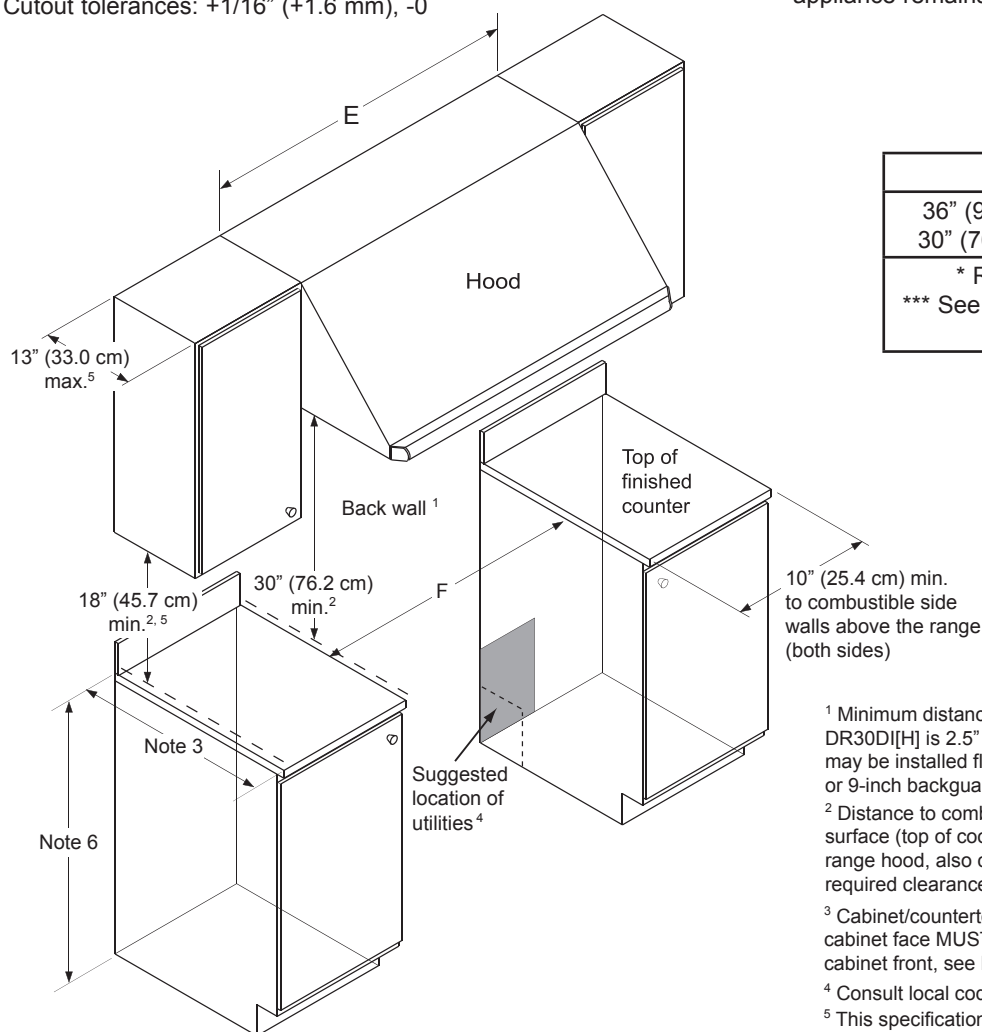 Cutout tolerances: +1/16” (+1.6 mm), -0
appliance remains
E
Hood
36” (9
30” (7
* R
*** See
13” (33.0 cm)
max.⁵
Top of
finished
counter
Back wall ¹
18” (45.7 cm)
min.²,⁵
30” (76.2 cm)
min.²
F
10” (25.4 cm) min.
to combustible side
walls above the range
(both sides)
Note 3
Suggested
location of
utilities ⁴
Note 6
¹ Minimum distanc
DR30DI[H] is 2.5”
may be installed fl
or 9-inch backgua
² Distance to comb
surface (top of coo
range hood, also c
required clearance
³ Cabinet/counterto
cabinet face MUST
cabinet front, see
⁴ Consult local cod
⁵ This specification